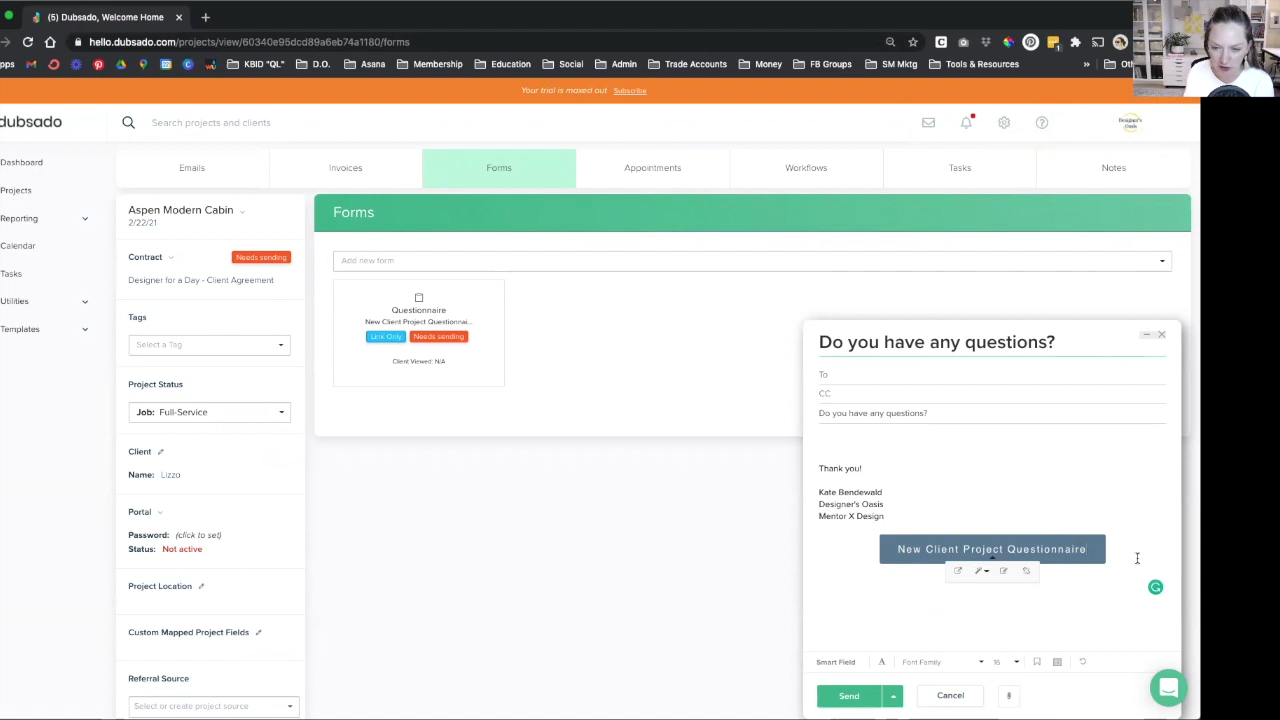 (5) Dubsado, Welcome Home
hello.dubsado.com/projects/view/60340e95dcd89a6eb74a1180/forms
KBID "QL" D.O. Asana Membership Education Social Admin Trade Accounts Money FB Groups SM Mktg Tools & Resources
Your trial is maxed out Subscribe
dubsado Search projects and clients Designer's Oasis
Dashboard
Projects
Reporting
Calendar
Tasks
Utilities
Templates
Emails Invoices Forms Appointments Workflows Tasks Notes
Aspen Modern Cabin
2/22/21
Contract Needs sending
Designer for a Day - Client Agreement
Tags
Select a Tag
Project Status
Job: Full-Service
Client
Name: Lizzo
Portal
Password: (click to set)
Status: Not active
Project Location
Custom Mapped Project Fields
Referral Source
Select or create project source
Forms
Add new form
Questionnaire
New Client Project Questionnai...
Link Only Needs sending
Client Viewed: N/A
Do you have any questions?
To
CC
Do you have any questions?
Thank you!
Kate Bendewald
Designer's Oasis
Mentor X Design
New Client Project Questionnaire
Smart Field A Font Family 16
Send Cancel